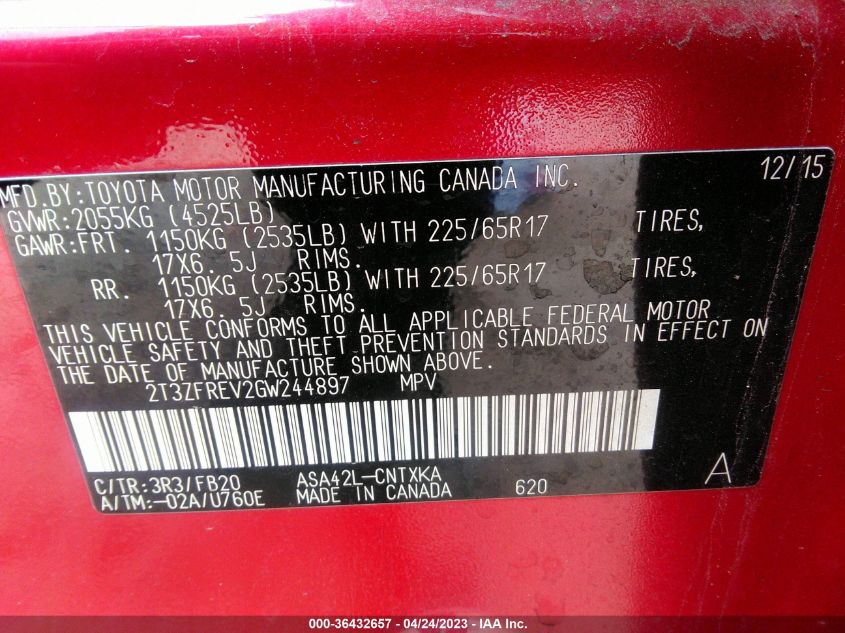 MFD.BY:TOYOTA MOTOR MANUFACTURING CANADA INC. 12/15
GVWR:2055KG (4525LB)
GAWR:FRT. 1150KG (2535LB) WITH 225/65R17 TIRES,
17X6. 5J RIMS.
RR. 1150KG (2535LB) WITH 225/65R17 TIRES,
17X6. 5J RIMS.
THIS VEHICLE CONFORMS TO ALL APPLICABLE FEDERAL MOTOR
VEHICLE SAFETY AND THEFT PREVENTION STANDARDS IN EFFECT ON
THE DATE OF MANUFACTURE SHOWN ABOVE.
2T3ZFREV2GW244897 MPV
C/TR:3R3/FB20 ASA42L-CNTXKA A
A/TM:-02A/U760E MADE IN CANADA 620
000-36432657 - 04/24/2023 - IAA Inc.